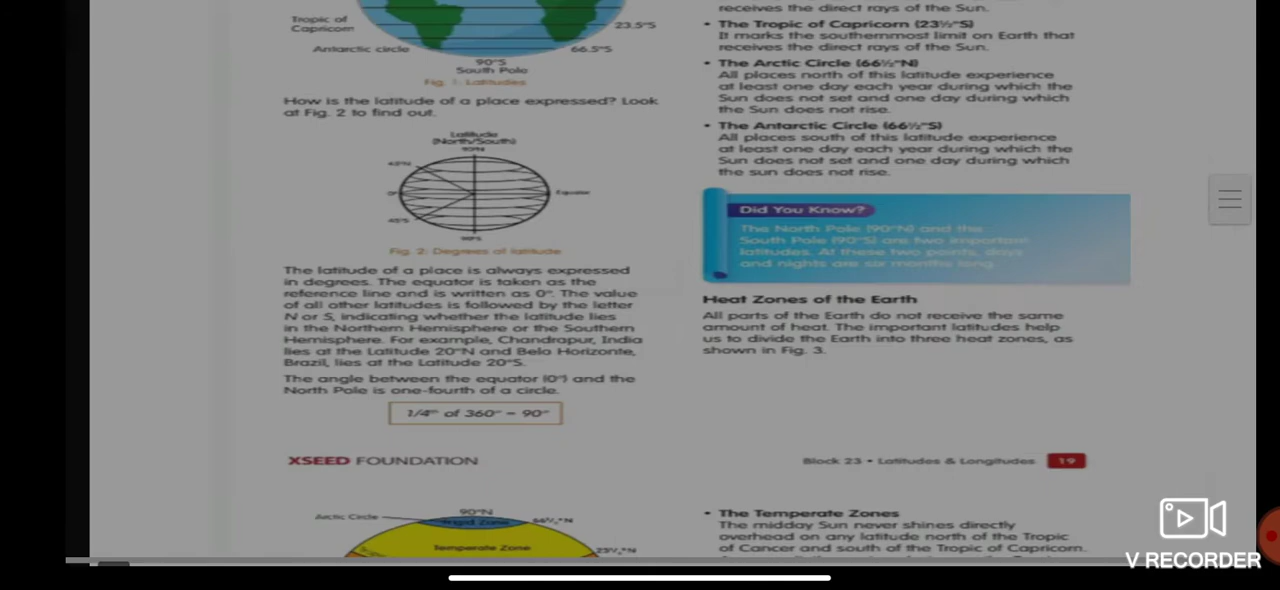 Tropic of
Capricorn
23.5°S
Antarctic circle
66.5°S
90°S
South Pole
Fig. 1: Latitudes
How is the latitude of a place expressed? Look
at Fig. 2 to find out.
Latitude
(North/South)
90°N
45°N
0°
Equator
45°S
90°S
Fig. 2: Degrees of latitude
The latitude of a place is always expressed
in degrees. The equator is taken as the
reference line and is written as 0°. The value
of all other latitudes is followed by the letter
N or S, indicating whether the latitude lies
in the Northern Hemisphere or the Southern
Hemisphere. For example, Chandrapur, India
lies at the Latitude 20°N and Belo Horizonte,
Brazil, lies at the Latitude 20°S.
The angle between the equator (0°) and the
North Pole is one-fourth of a circle.
1/4th of 360° = 90°
receives the direct rays of the Sun.
• The Tropic of Capricorn (23½°S)
It marks the southernmost limit on Earth that
receives the direct rays of the Sun.
• The Arctic Circle (66½°N)
All places north of this latitude experience
at least one day each year during which the
Sun does not set and one day during which
the Sun does not rise.
• The Antarctic Circle (66½°S)
All places south of this latitude experience
at least one day each year during which the
Sun does not set and one day during which
the sun does not rise.
Did You Know?
The North Pole (90°N) and the
South Pole (90°S) are two important
latitudes. At these two points, days
and nights are six months long.
Heat Zones of the Earth
All parts of the Earth do not receive the same
amount of heat. The important latitudes help
us to divide the Earth into three heat zones, as
shown in Fig. 3.
XSEED FOUNDATION
Block 23 • Latitudes & Longitudes 19
90°N
Arctic Circle
66½°N
Frigid Zone
Temperate Zone
23½°N
• The Temperate Zones
The midday Sun never shines directly
overhead on any latitude north of the Tropic
of Cancer and south of the Tropic of Capricorn.
V RECORDER